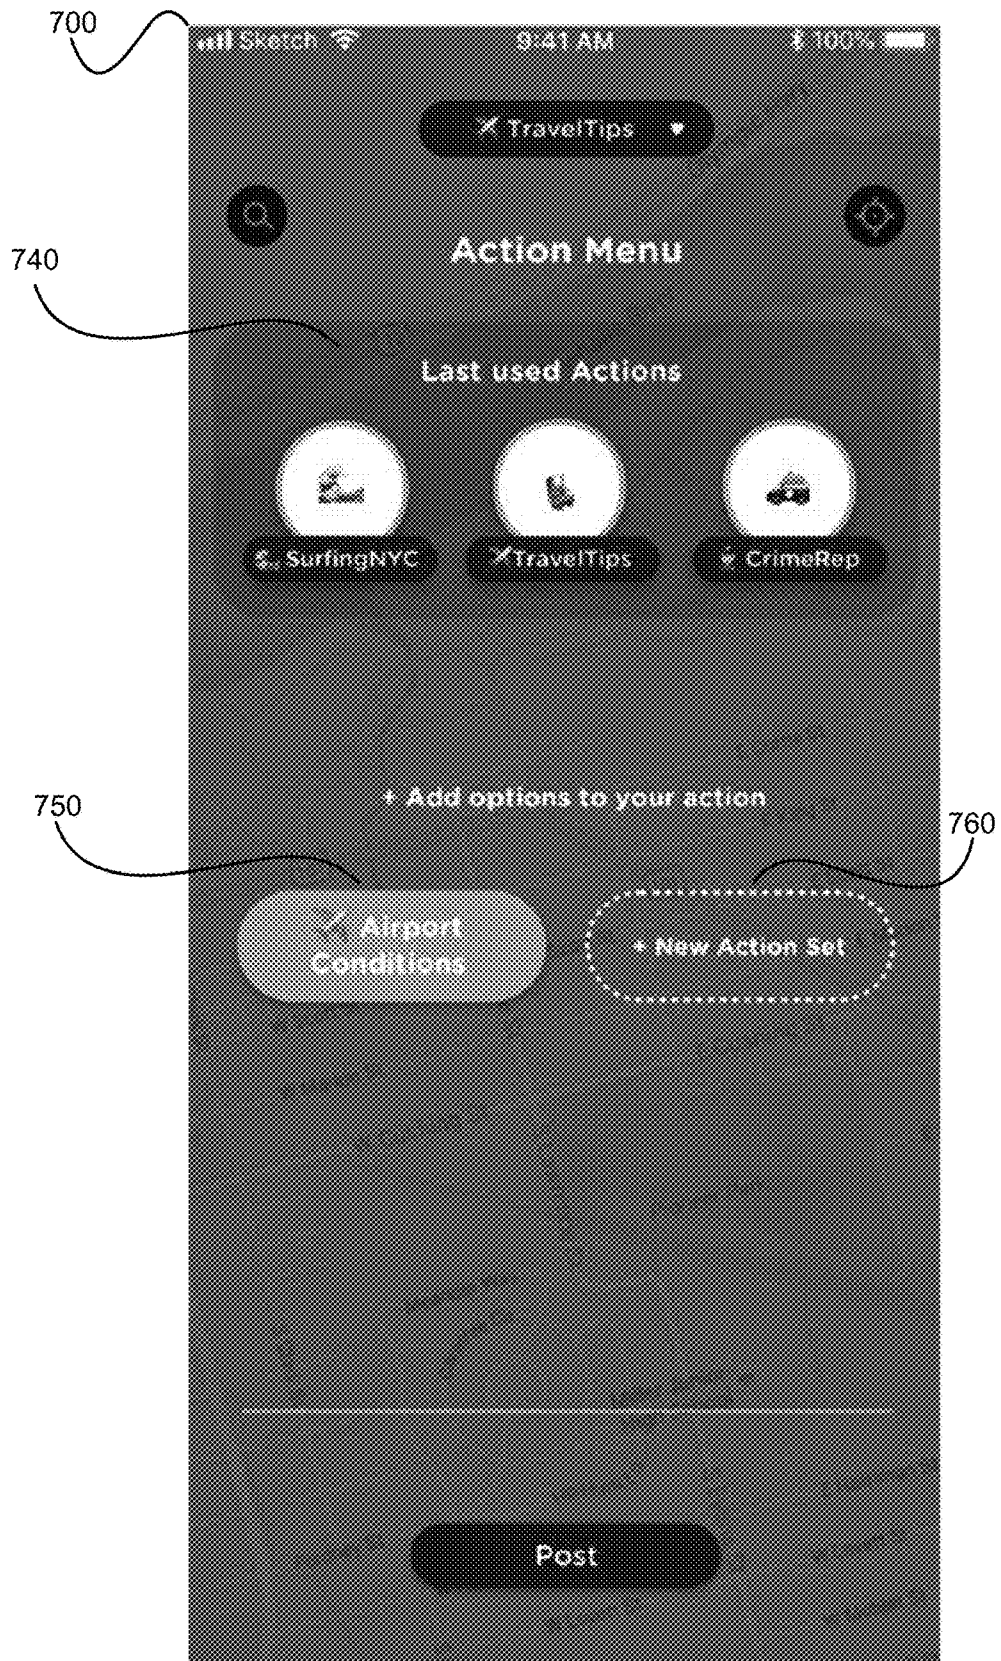 700
Sketch 9:41 AM 100%
TravelTips
Action Menu
740
Last used Actions
SurfingNYC TravelTips CrimeRep
+ Add options to your action
750
760
Airport
Conditions
+ New Action Set
Post